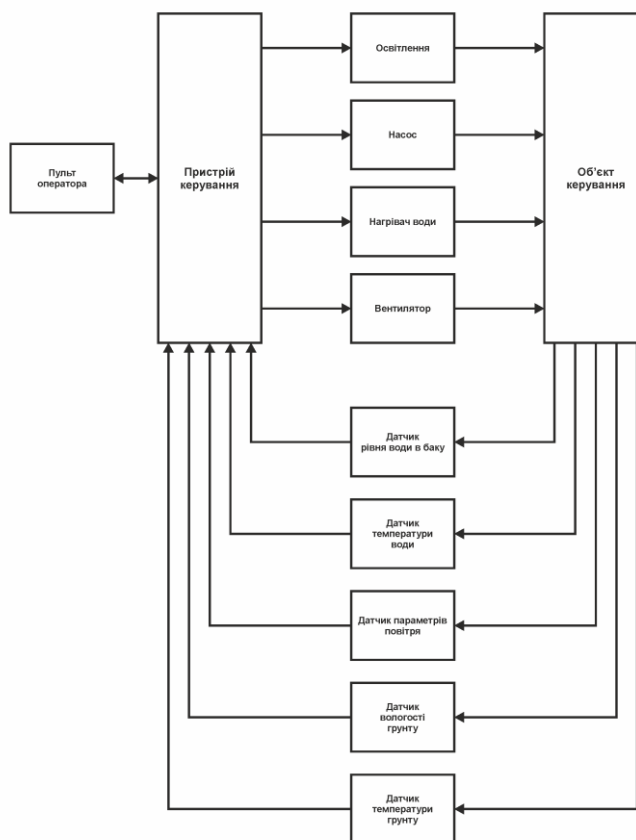 Освітлення
Насос
Пульт
оператора
Пристрій
керування
Об'єкт
керування
Нагрівач води
Вентилятор
Датчик
рівня води в баку
Датчик
температури
води
Датчик параметрів
повітря
Датчик
вологості
грунту
Датчик
температури
грунту